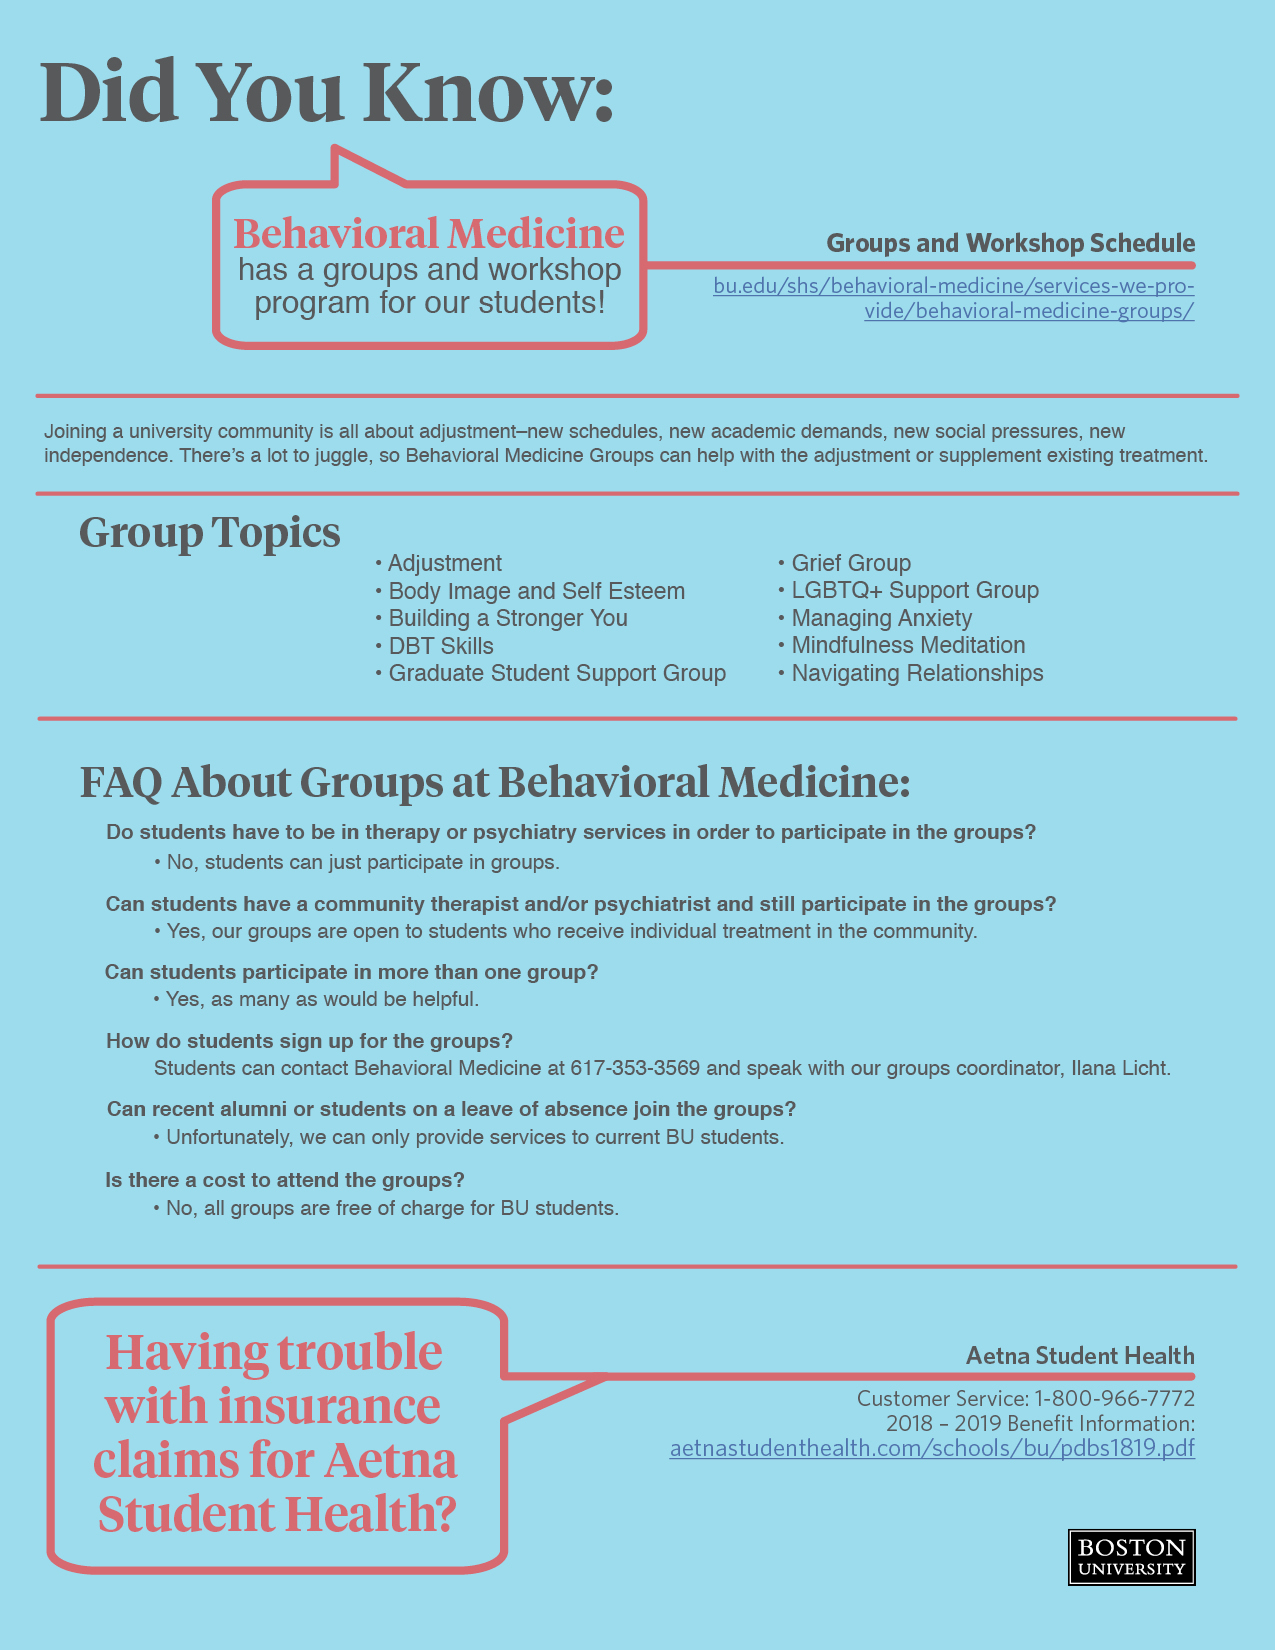 Did You Know:
Behavioral Medicine
has a groups and workshop
program for our students!
Groups and Workshop Schedule
bu.edu/shs/behavioral-medicine/services-we-pro-
vide/behavioral-medicine-groups/
Joining a university community is all about adjustment–new schedules, new academic demands, new social pressures, new
independence. There’s a lot to juggle, so Behavioral Medicine Groups can help with the adjustment or supplement existing treatment.
Group Topics
• Adjustment
• Body Image and Self Esteem
• Building a Stronger You
• DBT Skills
• Graduate Student Support Group
• Grief Group
• LGBTQ+ Support Group
• Managing Anxiety
• Mindfulness Meditation
• Navigating Relationships
FAQ About Groups at Behavioral Medicine:
Do students have to be in therapy or psychiatry services in order to participate in the groups?
• No, students can just participate in groups.
Can students have a community therapist and/or psychiatrist and still participate in the groups?
• Yes, our groups are open to students who receive individual treatment in the community.
Can students participate in more than one group?
• Yes, as many as would be helpful.
How do students sign up for the groups?
Students can contact Behavioral Medicine at 617-353-3569 and speak with our groups coordinator, Ilana Licht.
Can recent alumni or students on a leave of absence join the groups?
• Unfortunately, we can only provide services to current BU students.
Is there a cost to attend the groups?
• No, all groups are free of charge for BU students.
Having trouble
with insurance
claims for Aetna
Student Health?
Aetna Student Health
Customer Service: 1-800-966-7772
2018 – 2019 Benefit Information:
aetnastudenthealth.com/schools/bu/pdbs1819.pdf
BOSTON
UNIVERSITY